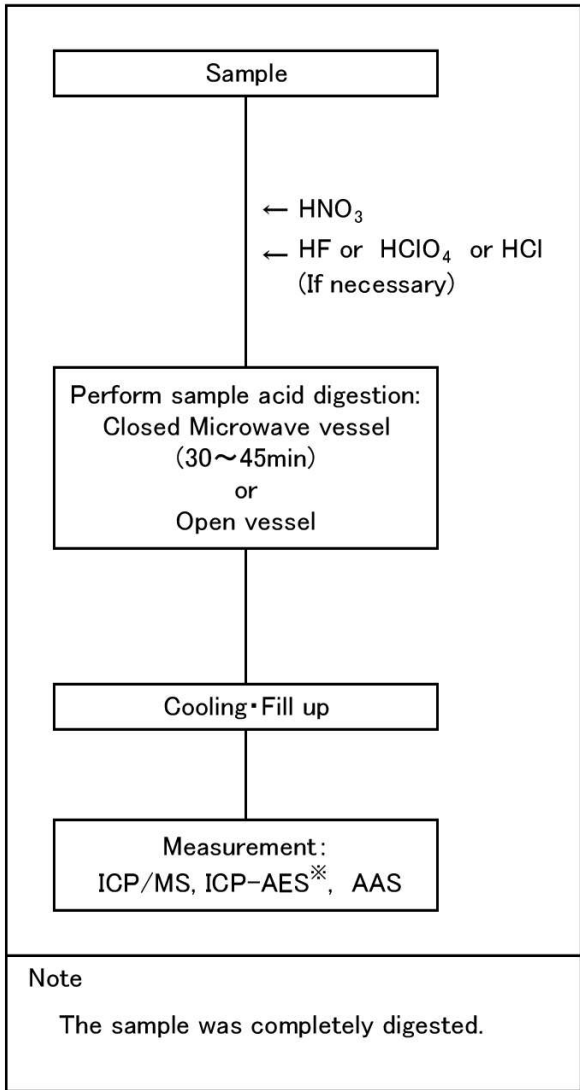 Sample
← HNO₃
← HF or HClO₄ or HCl
(If necessary)
Perform sample acid digestion:
Closed Microwave vessel
(30～45min)
or
Open vessel
Cooling・Fill up
Measurement:
ICP/MS, ICP-AES※, AAS
Note
The sample was completely digested.